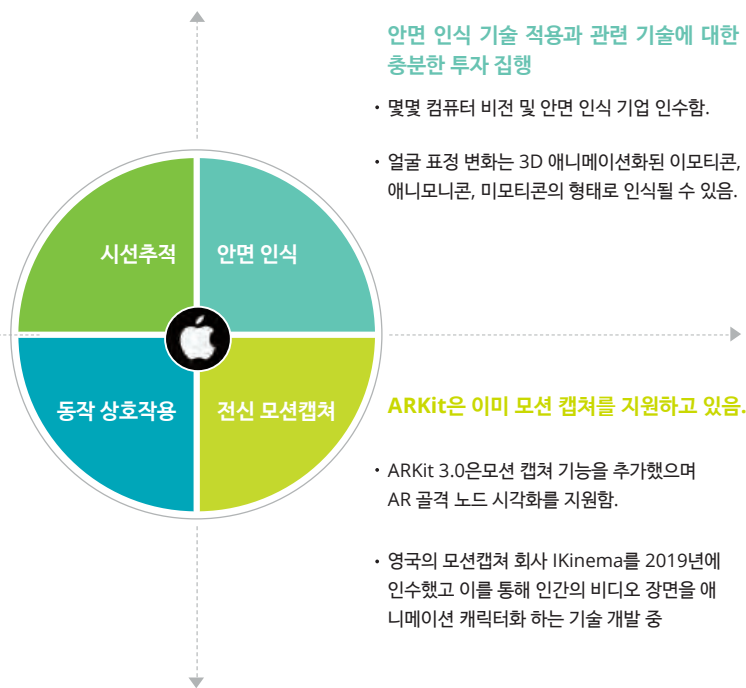 안면 인식 기술 적용과 관련 기술에 대한
충분한 투자 집행
• 몇몇 컴퓨터 비전 및 안면 인식 기업 인수함.
• 얼굴 표정 변화는 3D 애니메이션화된 이모티콘,
애니모니콘, 미모티콘의 형태로 인식될 수 있음.
시선추적
안면 인식
동작 상호작용
전신 모션캡쳐
ARKit은 이미 모션 캡쳐를 지원하고 있음.
• ARKit 3.0은모션 캡쳐 기능을 추가했으며
AR 골격 노드 시각화를 지원함.
• 영국의 모션캡쳐 회사 IKinema를 2019년에
인수했고 이를 통해 인간의 비디오 장면을 애
니메이션 캐릭터화 하는 기술 개발 중